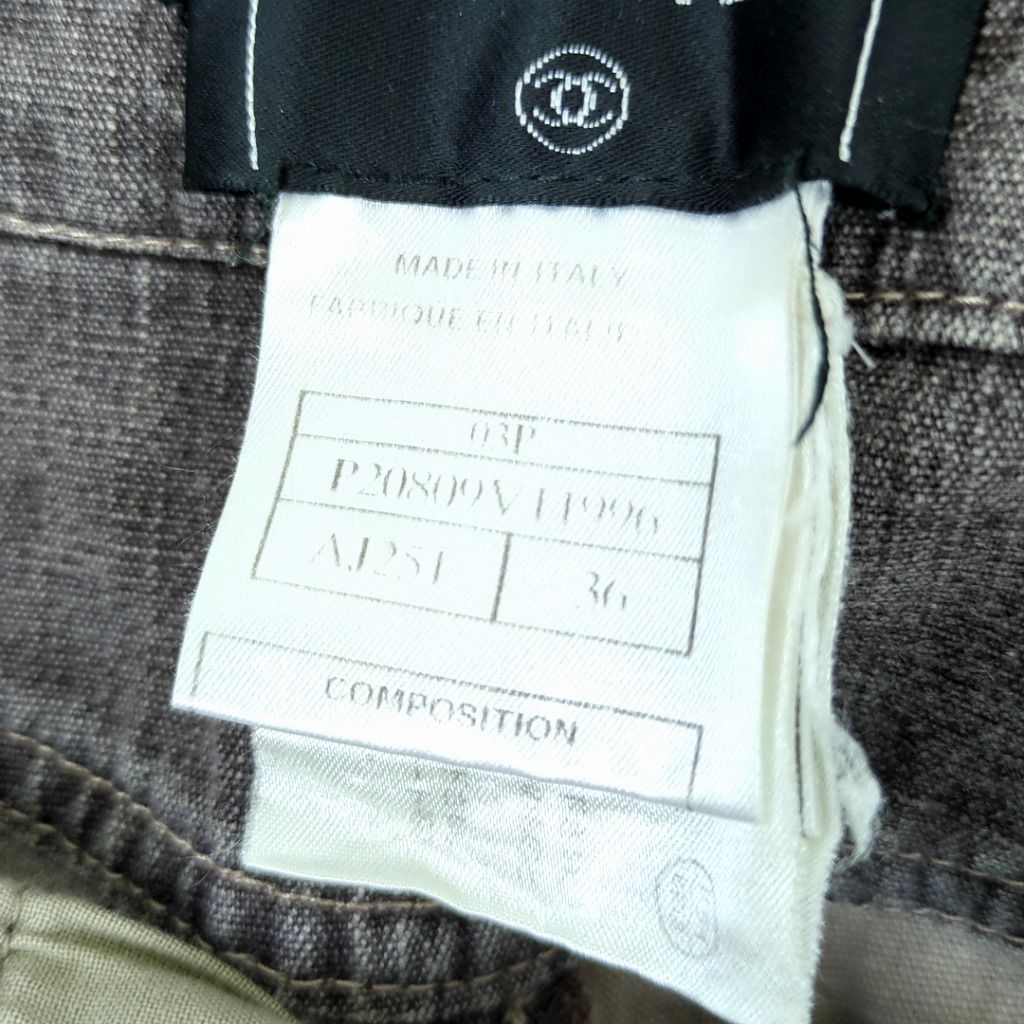 MADE IN ITALY
FABRIQUE EN ITALIE
03P
P20809V11996
AJ251
36
COMPOSITION